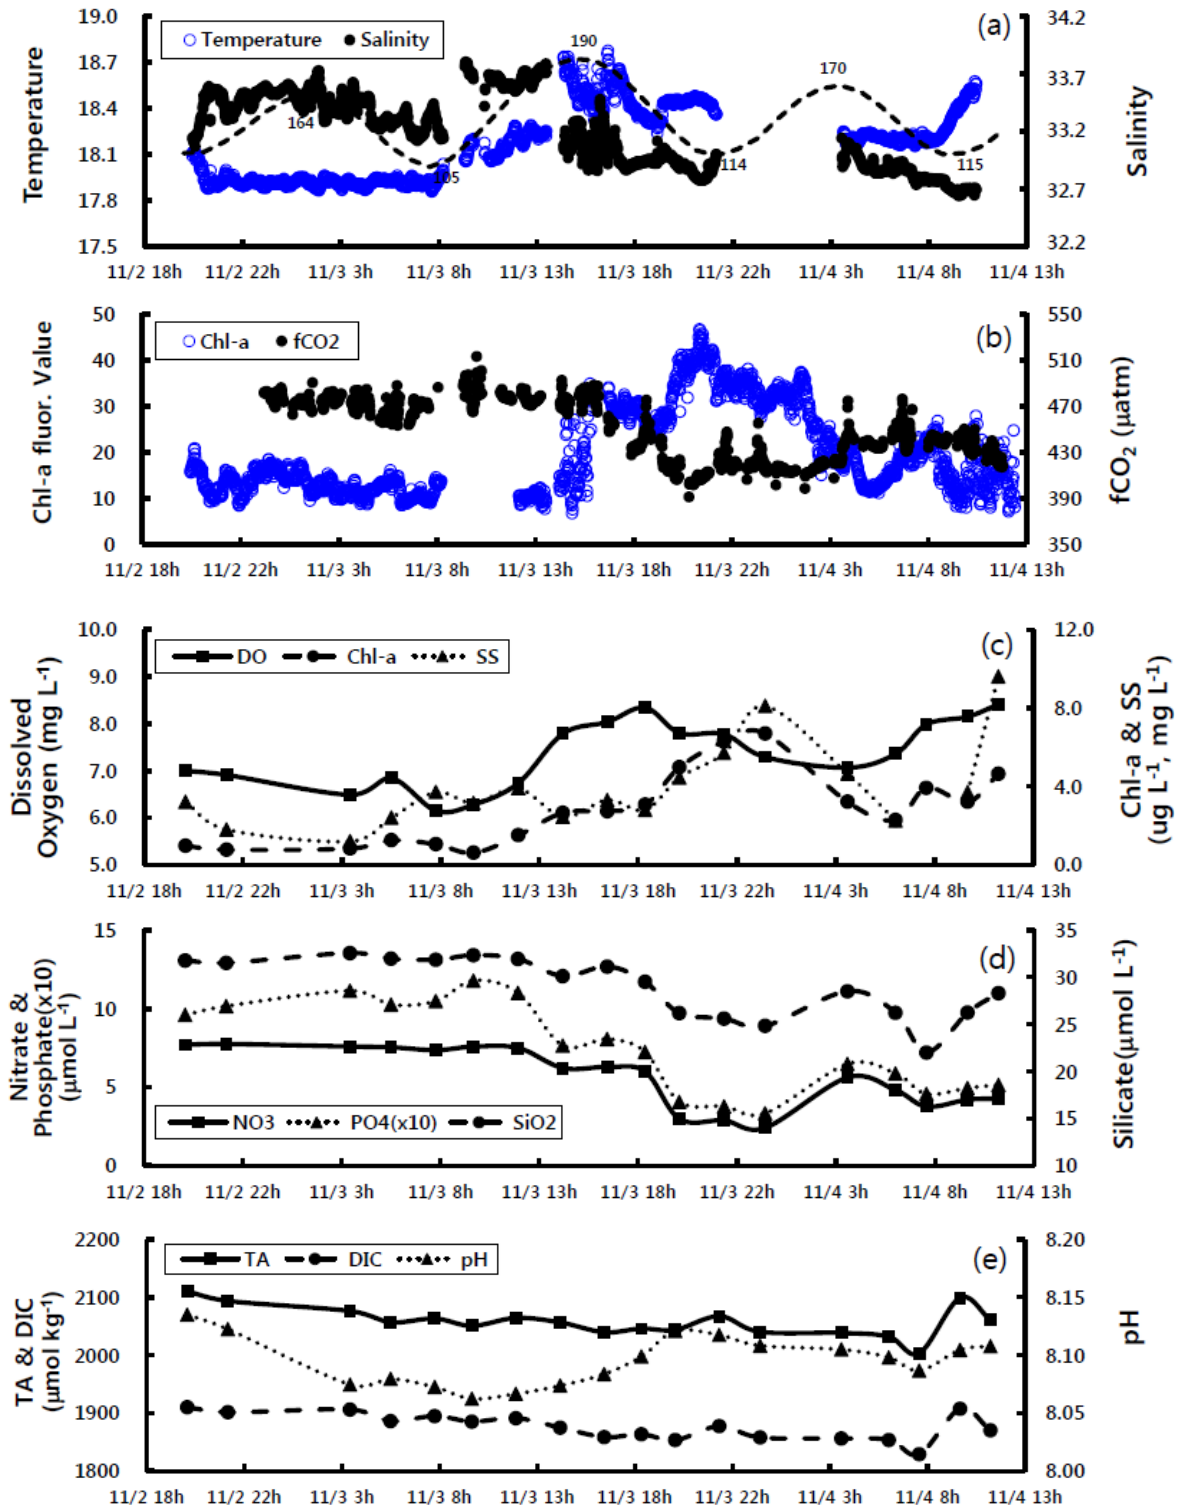 19.0
18.7
18.4
18.1
17.8
17.5
Temperature
Temperature
Salinity
(a)
190
170
164
105
114
115
34.2
33.7
33.2
32.7
32.2
Salinity
11/2 18h 11/2 22h 11/3 3h 11/3 8h 11/3 13h 11/3 18h 11/3 22h 11/4 3h 11/4 8h 11/4 13h
50
40
30
20
10
0
Chl-a fluor. Value
Chl-a
fCO2
(b)
550
510
470
430
390
350
fCO2 (μatm)
11/2 18h 11/2 22h 11/3 3h 11/3 8h 11/3 13h 11/3 18h 11/3 22h 11/4 3h 11/4 8h 11/4 13h
10.0
9.0
8.0
7.0
6.0
5.0
Dissolved
Oxygen (mg L-1)
DO
Chl-a
SS
(c)
12.0
8.0
4.0
0.0
Chl-a & SS
(ug L-1, mg L-1)
11/2 18h 11/2 22h 11/3 3h 11/3 8h 11/3 13h 11/3 18h 11/3 22h 11/4 3h 11/4 8h 11/4 13h
15
10
5
0
Nitrate &
Phosphate(x10)
(μmol L-1)
NO3
PO4(x10)
SiO2
(d)
35
30
25
20
15
10
Silicate(μmol L-1)
11/2 18h 11/2 22h 11/3 3h 11/3 8h 11/3 13h 11/3 18h 11/3 22h 11/4 3h 11/4 8h 11/4 13h
2200
2100
2000
1900
1800
TA & DIC
(μmol kg-1)
TA
DIC
pH
(e)
8.20
8.15
8.10
8.05
8.00
pH
11/2 18h 11/2 22h 11/3 3h 11/3 8h 11/3 13h 11/3 18h 11/3 22h 11/4 3h 11/4 8h 11/4 13h